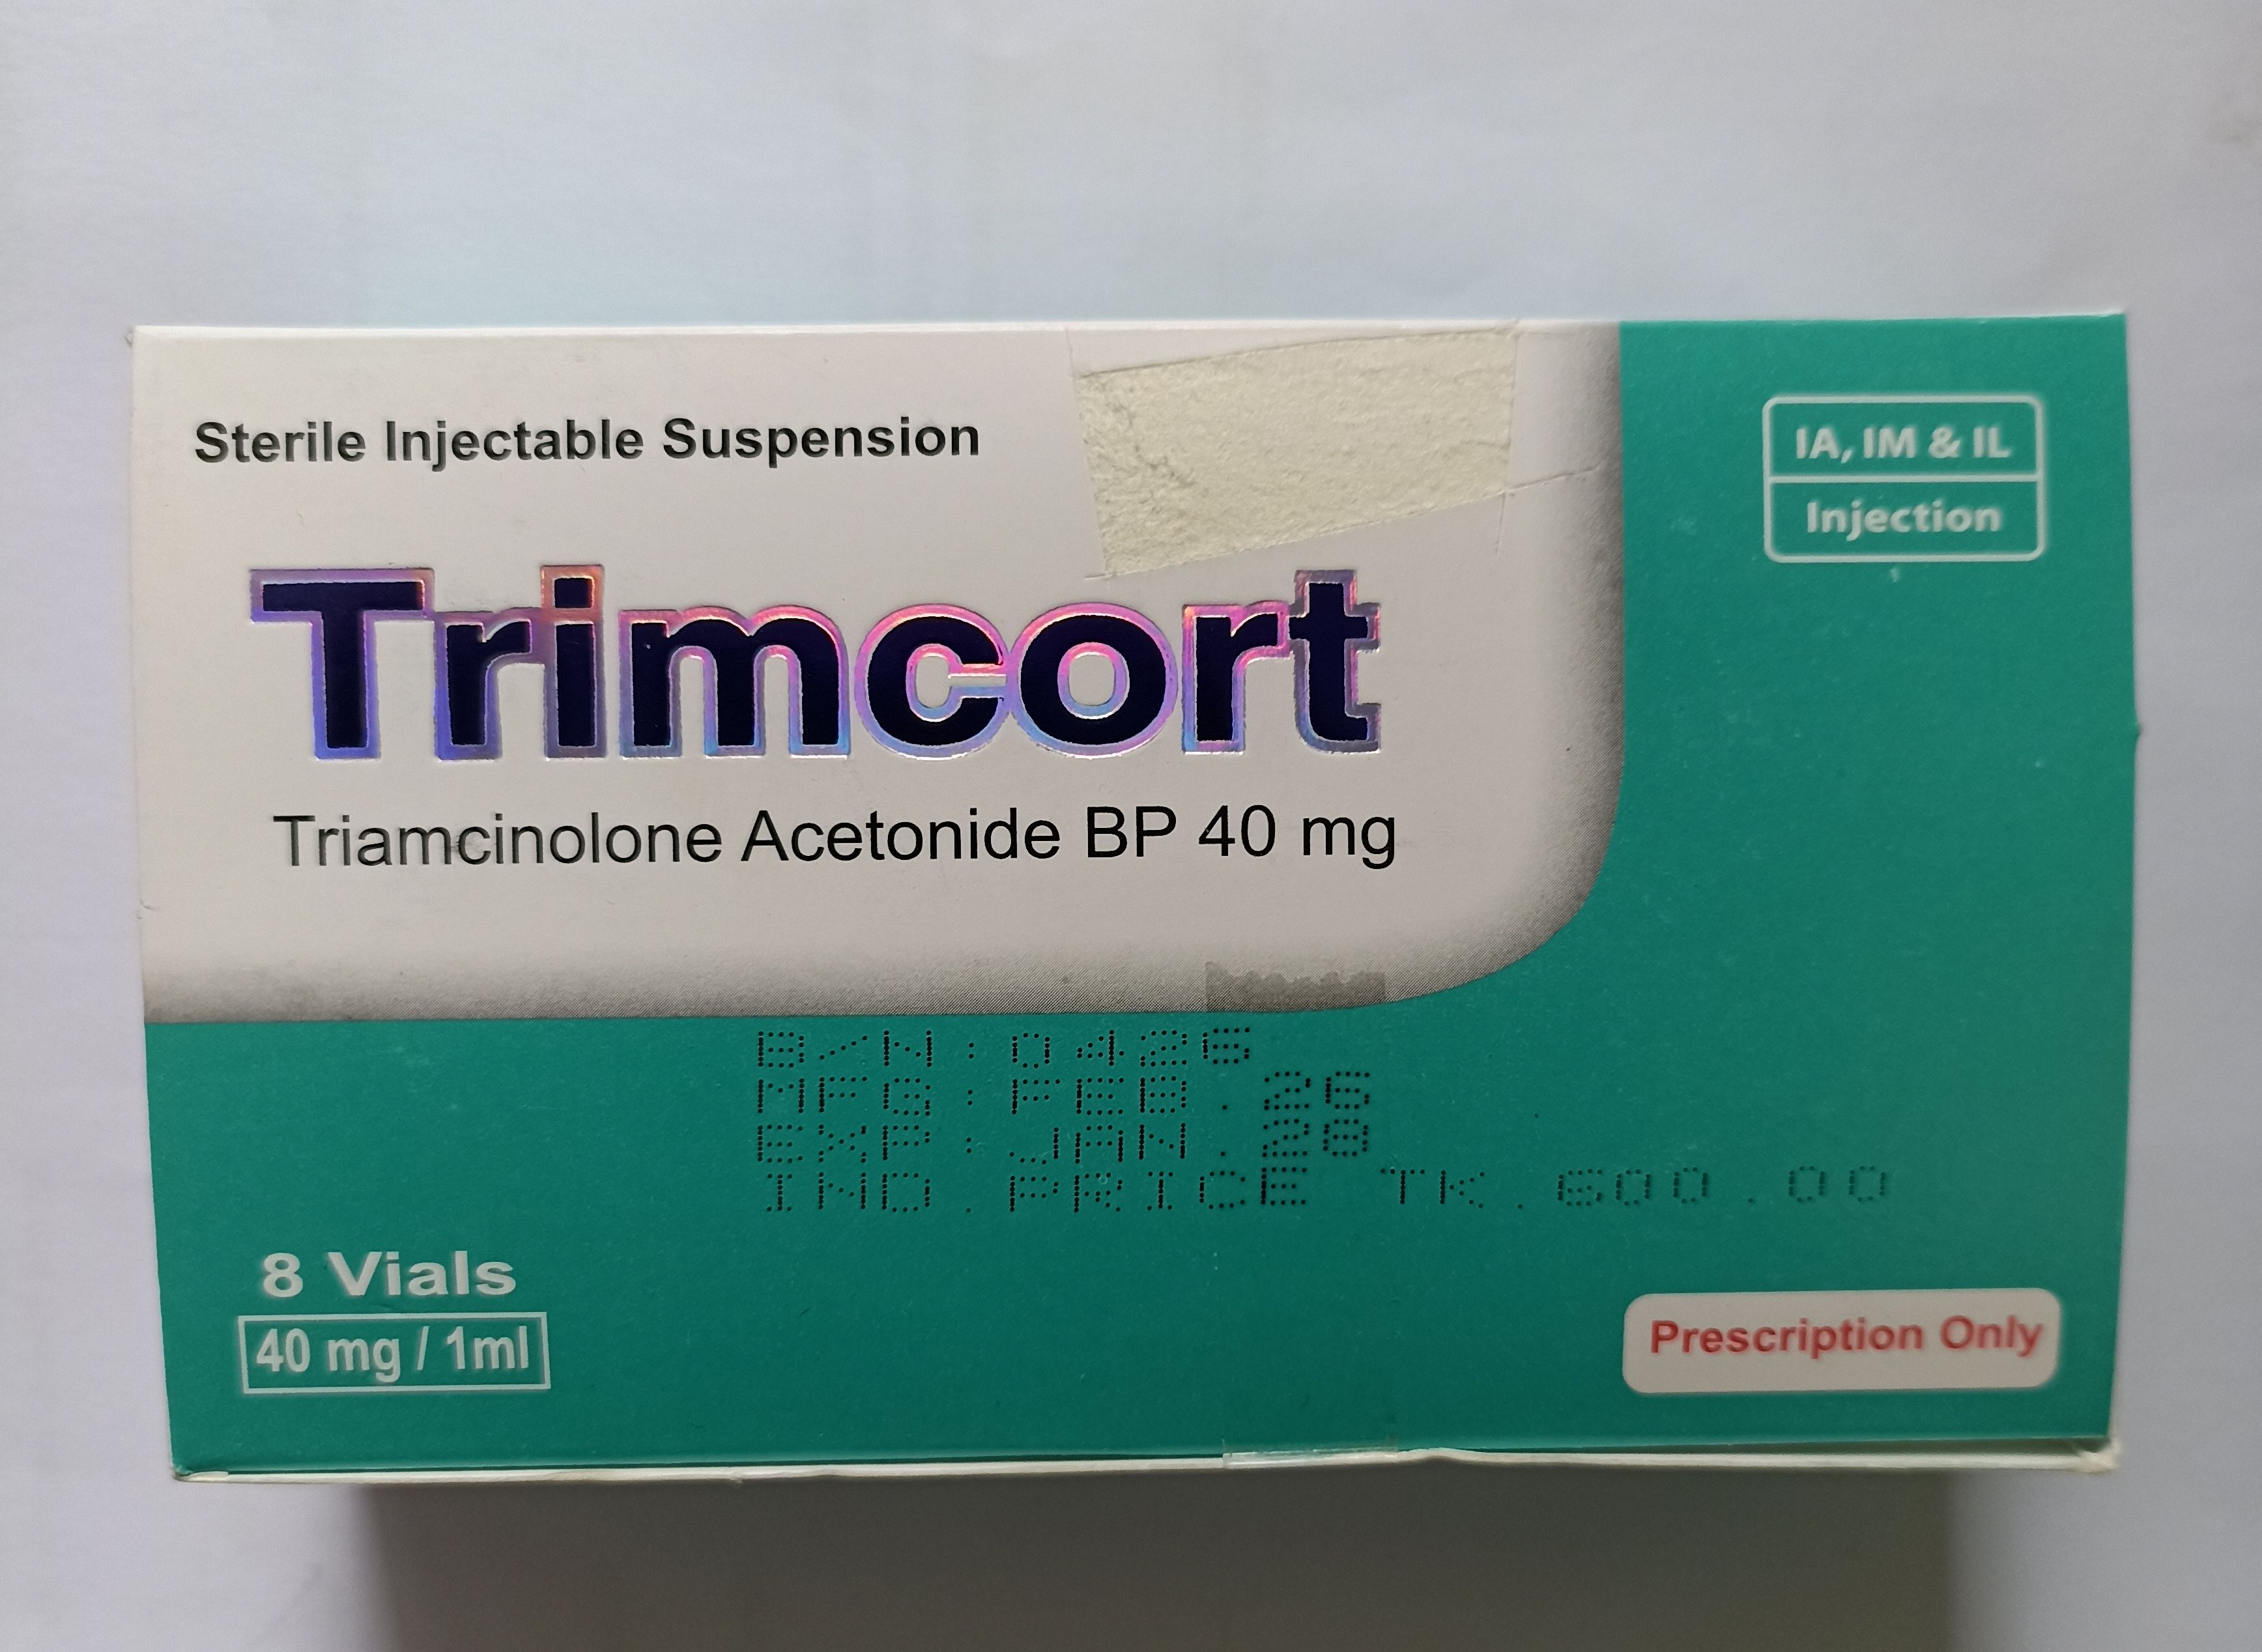 Sterile Injectable Suspension
IA, IM & IL
Injection
Trimcort
Triamcinolone Acetonide BP 40 mg
B/N:0426
MFG:FEB.26
EXP:JAN.28
IND.PRICE TK.600.00
8 Vials
40 mg / 1ml
Prescription Only